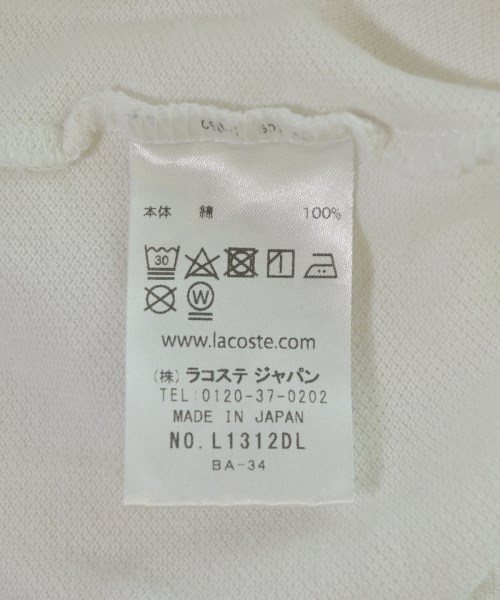 本体 綿 100%
30
W
www.lacoste.com
(株) ラコステ ジャパン
TEL:0120-37-0202
MADE IN JAPAN
NO. L1312DL
BA-34